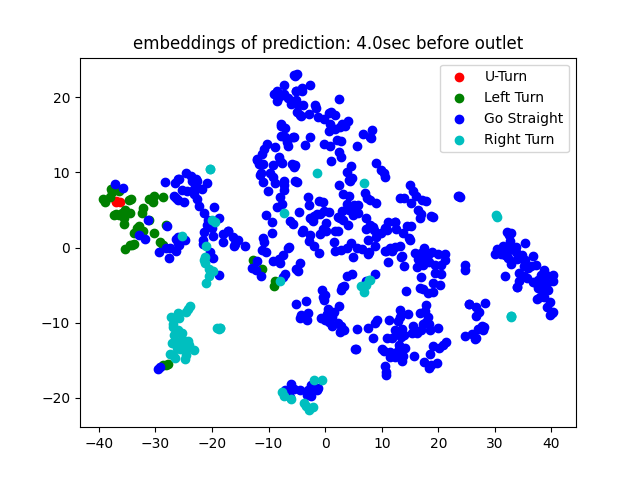 embeddings of prediction: 4.0sec before outlet
U-Turn
Left Turn
Go Straight
Right Turn
20
10
0
−10
−20
−40 −30 −20 −10 0 10 20 30 40